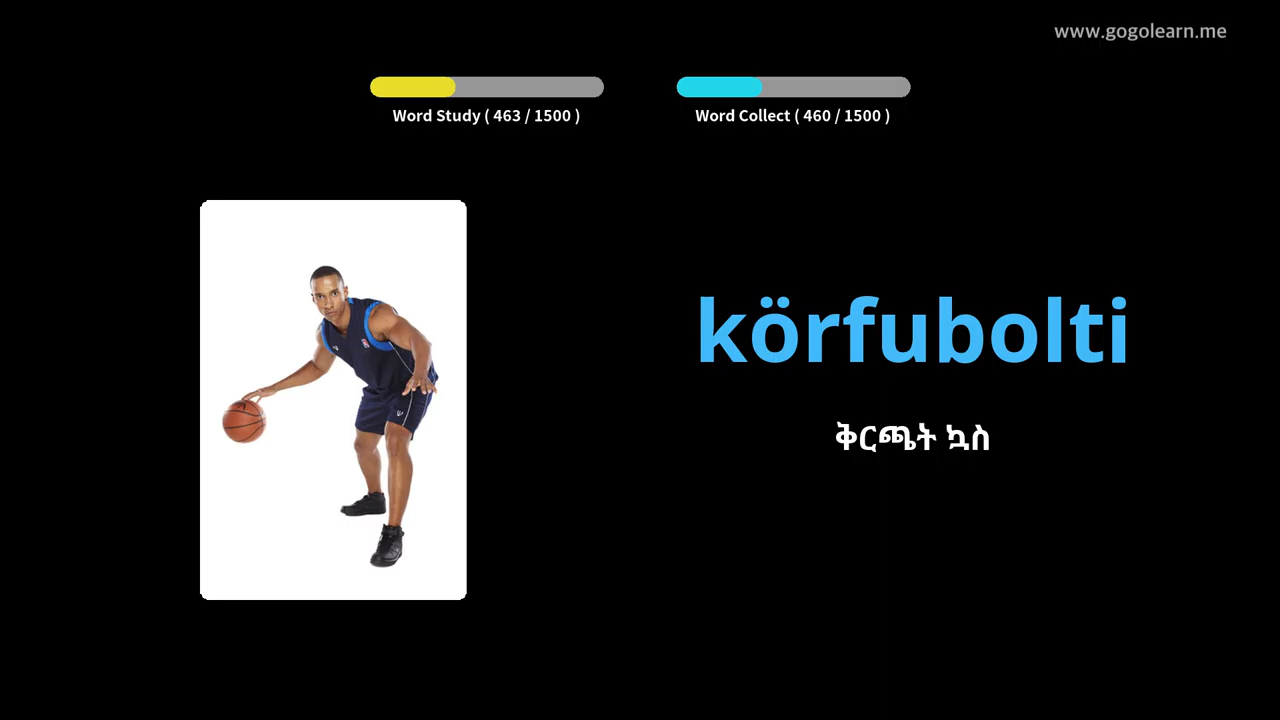 www.gogolearn.me
Word Study ( 463 / 1500 )
Word Collect ( 460 / 1500 )
körfubolti
ቅርጫት ኳስ